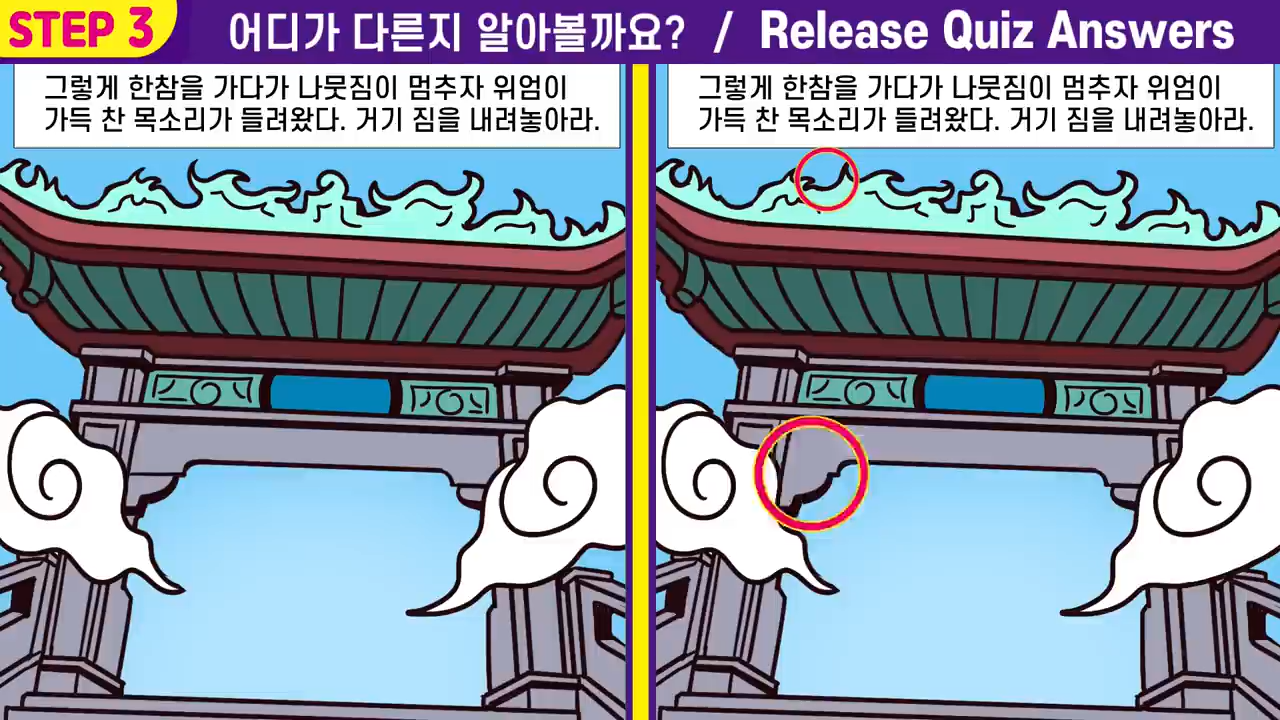 STEP 3
어디가 다른지 알아볼까요? / Release Quiz Answers
그렇게 한참을 가다가 나뭇짐이 멈추자 위엄이
가득 찬 목소리가 들려왔다. 거기 짐을 내려놓아라.
그렇게 한참을 가다가 나뭇짐이 멈추자 위엄이
가득 찬 목소리가 들려왔다. 거기 짐을 내려놓아라.